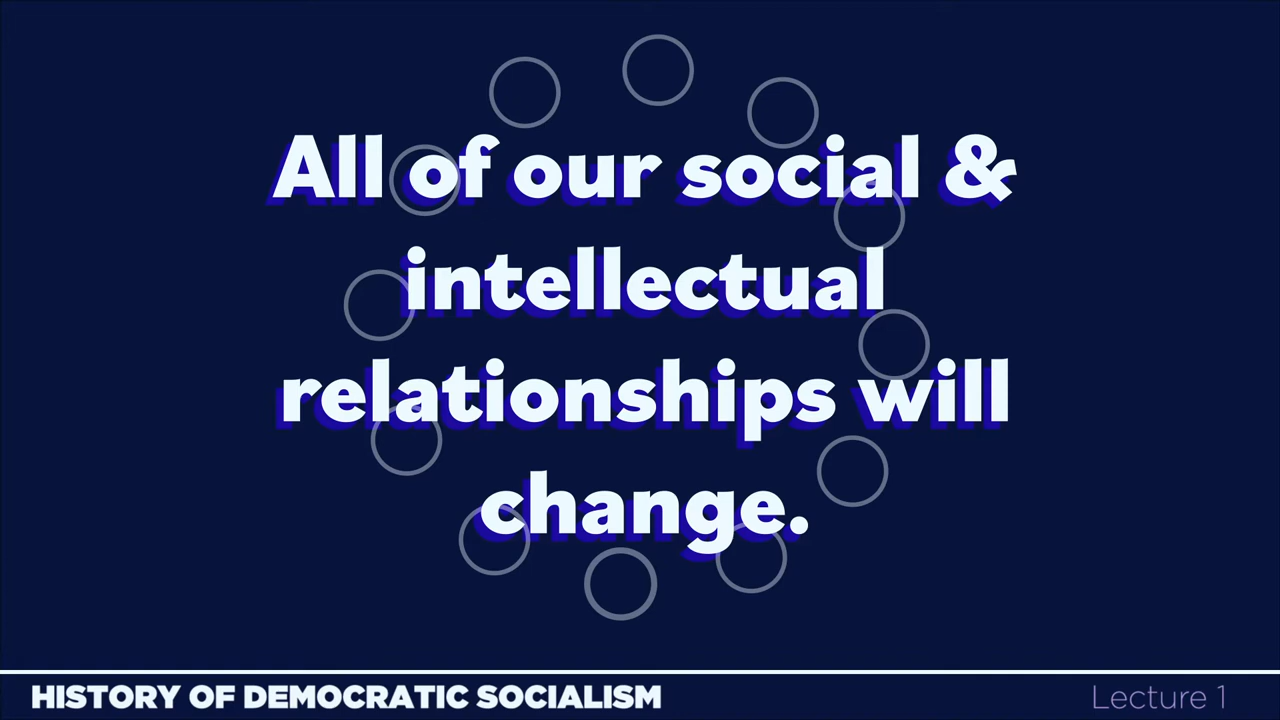 All of our social &
intellectual
relationships will
change.
HISTORY OF DEMOCRATIC SOCIALISM
Lecture 1